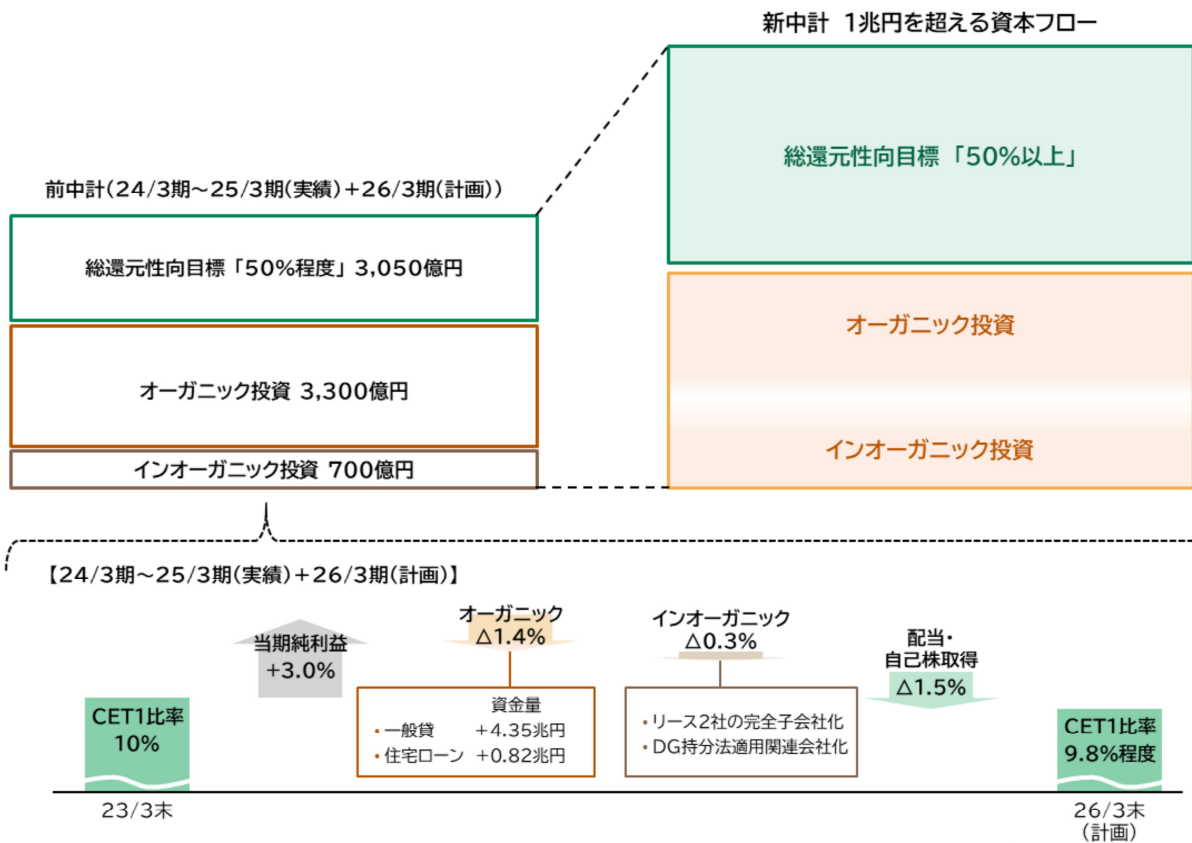 新中計 1兆円を超える資本フロー
総還元性向目標「50%以上」
オーガニック投資
インオーガニック投資
前中計(24/3期～25/3期(実績)+26/3期(計画))
総還元性向目標「50%程度」3,050億円
オーガニック投資 3,300億円
インオーガニック投資 700億円
【24/3期～25/3期(実績)+26/3期(計画)】
CET1比率
10%
23/3末
当期純利益
+3.0%
オーガニック
△1.4%
資金量
・一般貸 +4.35兆円
・住宅ローン +0.82兆円
インオーガニック
△0.3%
・リース2社の完全子会社化
・DG持分法適用関連会社化
配当・
自己株取得
△1.5%
CET1比率
9.8%程度
26/3末
(計画)